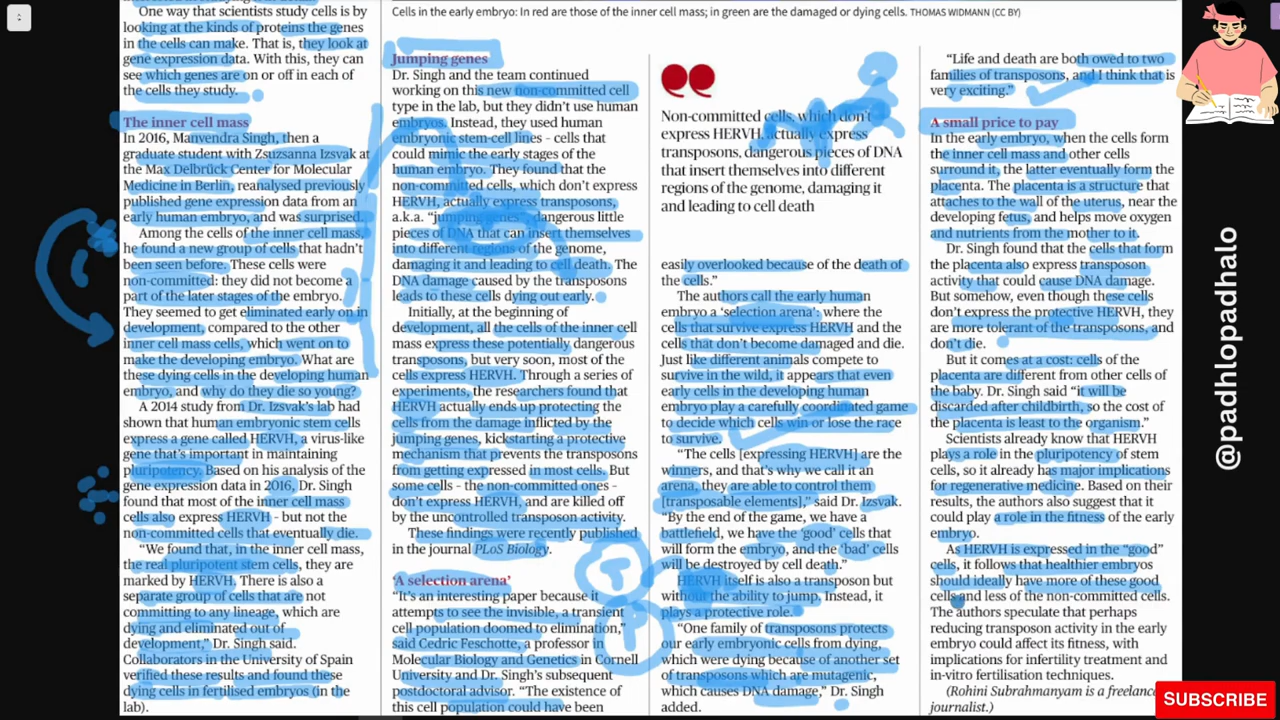 Cells in the early embryo: In red are those of the inner cell mass; in green are the damaged or dying cells. THOMAS WIDMANN (CC BY)
One way that scientists study cells is by
looking at the kinds of proteins the genes
in the cells can make. That is, they look at
gene expression data. With this, they can
see which genes are on or off in each of
the cells they study.
The inner cell mass
In 2016, Manvendra Singh, then a
graduate student with Zsuzsanna Izsvak at
the Max Delbrück Center for Molecular
Medicine in Berlin, reanalysed previously
published gene expression data from an
early human embryo, and was surprised.
Among the cells of the inner cell mass,
he found a new group of cells that hadn't
been seen before. These cells were
non-committed: they did not become a
part of the later stages of the embryo.
They seemed to get eliminated early on in
development, compared to the other
inner cell mass cells, which went on to
make the developing embryo. What are
these dying cells in the developing human
embryo, and why do they die so young?
A 2014 study from Dr. Izsvak's lab had
shown that human embryonic stem cells
express a gene called HERVH, a virus-like
gene that's important in maintaining
pluripotency. Based on his analysis of the
gene expression data in 2016, Dr. Singh
found that most of the inner cell mass
cells also express HERVH - but not the
non-committed cells that eventually die.
"We found that, in the inner cell mass,
the real pluripotent stem cells, they are
marked by HERVH. There is also a
separate group of cells that are not
committing to any lineage, which are
dying and eliminated out of
development," Dr. Singh said.
Collaborators in the University of Spain
verified these results and found these
dying cells in fertilised embryos (in the
lab).
Jumping genes
Dr. Singh and the team continued
working on this new non-committed cell
type in the lab, but they didn't use human
embryos. Instead, they used human
embryonic stem-cell lines - cells that
could mimic the early stages of the
human embryo. They found that the
non-committed cells, which don't express
HERVH, actually express transposons,
a.k.a. "jumping genes", dangerous little
pieces of DNA that can insert themselves
into different regions of the genome,
damaging it and leading to cell death. The
DNA damage caused by the transposons
leads to these cells dying out early.
Initially, at the beginning of
development, all the cells of the inner cell
mass express these potentially dangerous
transposons, but very soon, most of the
cells express HERVH. Through a series of
experiments, the researchers found that
HERVH actually ends up protecting the
cells from the damage inflicted by the
jumping genes, kickstarting a protective
mechanism that prevents the transposons
from getting expressed in most cells. But
some cells - the non-committed ones -
don't express HERVH, and are killed off
by the uncontrolled transposon activity.
These findings were recently published
in the journal PLoS Biology.
'A selection arena'
"It's an interesting paper because it
attempts to see the invisible, a transient
cell population doomed to elimination,"
said Cedric Feschotte, a professor in
Molecular Biology and Genetics in Cornell
University and Dr. Singh's subsequent
postdoctoral advisor. "The existence of
this cell population could have been
Non-committed cells, which don't
express HERVH, actually express
transposons, dangerous pieces of DNA
that insert themselves into different
regions of the genome, damaging it
and leading to cell death
easily overlooked because of the death of
the cells."
The authors call the early human
embryo a 'selection arena': where the
cells that survive express HERVH and the
cells that don't become damaged and die.
Just like different animals compete to
survive in the wild, it appears that even
early cells in the developing human
embryo play a carefully coordinated game
to decide which cells win or lose the race
to survive.
"The cells [expressing HERVH] are the
winners, and that's why we call it an
arena, they are able to control them
[transposable elements]," said Dr. Izsvak.
"By the end of the game, we have a
battlefield, we have the 'good' cells that
will form the embryo, and the 'bad' cells
will be destroyed by cell death."
HERVH itself is also a transposon but
without the ability to jump. Instead, it
plays a protective role.
"One family of transposons protects
our early embryonic cells from dying,
which were dying because of another set
of transposons which are mutagenic,
which causes DNA damage," Dr. Singh
added.
"Life and death are both owed to two
families of transposons, and I think that is
very exciting."
A small price to pay
In the early embryo, when the cells form
the inner cell mass and other cells
surround it, the latter eventually form the
placenta. The placenta is a structure that
attaches to the wall of the uterus, near the
developing fetus, and helps move oxygen
and nutrients from the mother to it.
Dr. Singh found that the cells that form
the placenta also express transposon
activity that could cause DNA damage.
But somehow, even though these cells
don't express the protective HERVH, they
are more tolerant of the transposons, and
don't die.
But it comes at a cost: cells of the
placenta are different from other cells of
the baby. Dr. Singh said "it will be
discarded after childbirth, so the cost of
the placenta is least to the organism."
Scientists already know that HERVH
plays a role in the pluripotency of stem
cells, so it already has major implications
for regenerative medicine. Based on their
results, the authors also suggest that it
could play a role in the fitness of the early
embryo.
As HERVH is expressed in the "good"
cells, it follows that healthier embryos
should ideally have more of these good
cells and less of the non-committed cells.
The authors speculate that perhaps
reducing transposon activity in the early
embryo could affect its fitness, with
implications for infertility treatment and
in-vitro fertilisation techniques.
(Rohini Subrahmanyam is a freelance
journalist.)
T
P
@padhlopadhalo
SUBSCRIBE